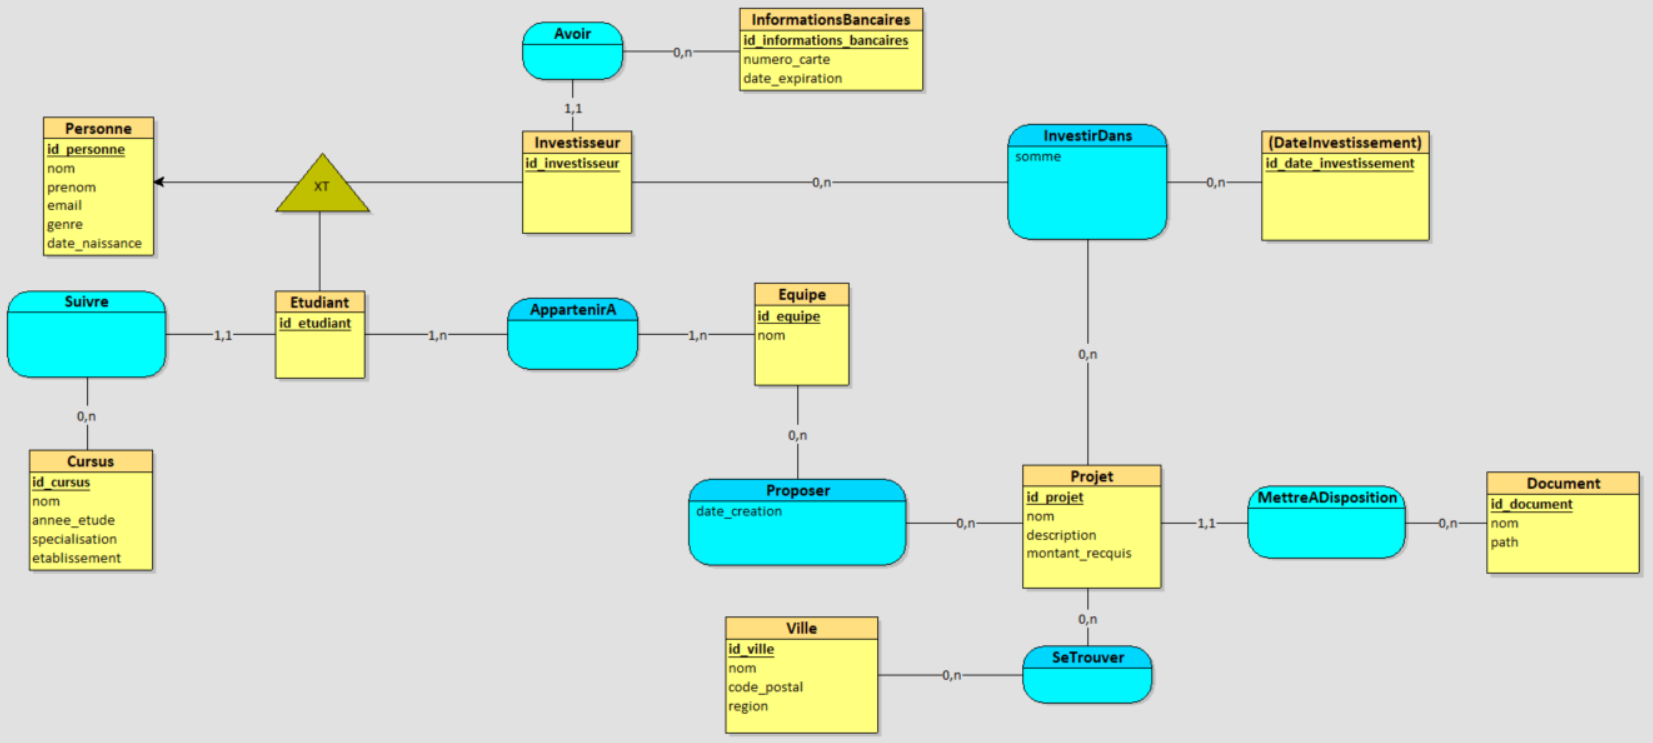 Avoir
0,n
InformationsBancaires
id_informations_bancaires
numero_carte
date_expiration
1,1
Personne
id_personne
nom
prenom
email
genre
date_naissance
XT
Investisseur
id_investisseur
0,n
InvestirDans
somme
0,n
(DateInvestissement)
id_date_investissement
Suivre
1,1
Etudiant
id_etudiant
1,n
AppartenirA
1,n
Equipe
id_equipe
nom
0,n
0,n
0,n
Cursus
id_cursus
nom
annee_etude
specialisation
etablissement
Proposer
date_creation
0,n
Projet
id_projet
nom
description
montant_recquis
1,1
MettreADisposition
0,n
Document
id_document
nom
path
0,n
Ville
id_ville
nom
code_postal
region
0,n
SeTrouver